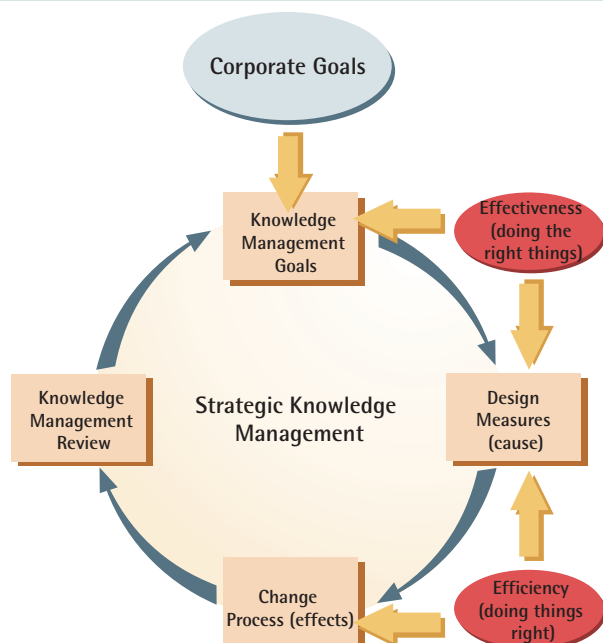 Corporate Goals
Knowledge
Management
Goals
Effectiveness
(doing the
right things)
Knowledge
Management
Review
Strategic Knowledge
Management
Design
Measures
(cause)
Change
Process (effects)
Efficiency
(doing things
right)